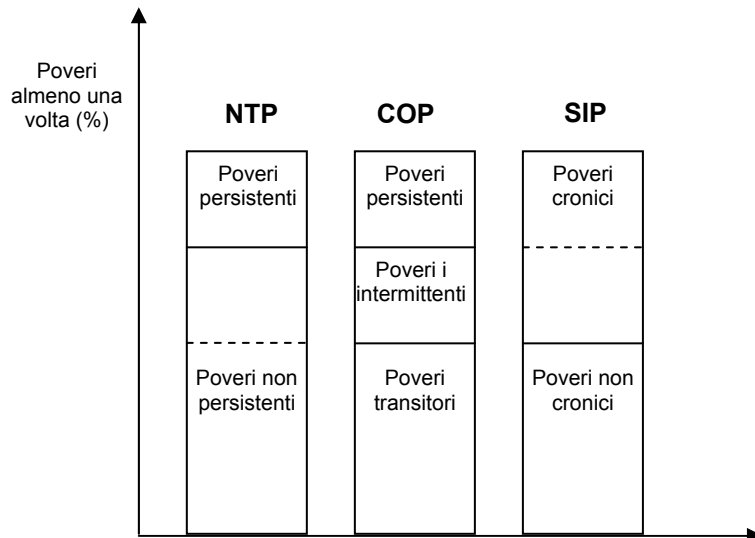 Poveri
almeno una
volta (%)
NTP
COP
SIP
Poveri
persistenti
Poveri
persistenti
Poveri
cronici
Poveri i
intermittenti
Poveri non
persistenti
Poveri
transitori
Poveri non
cronici